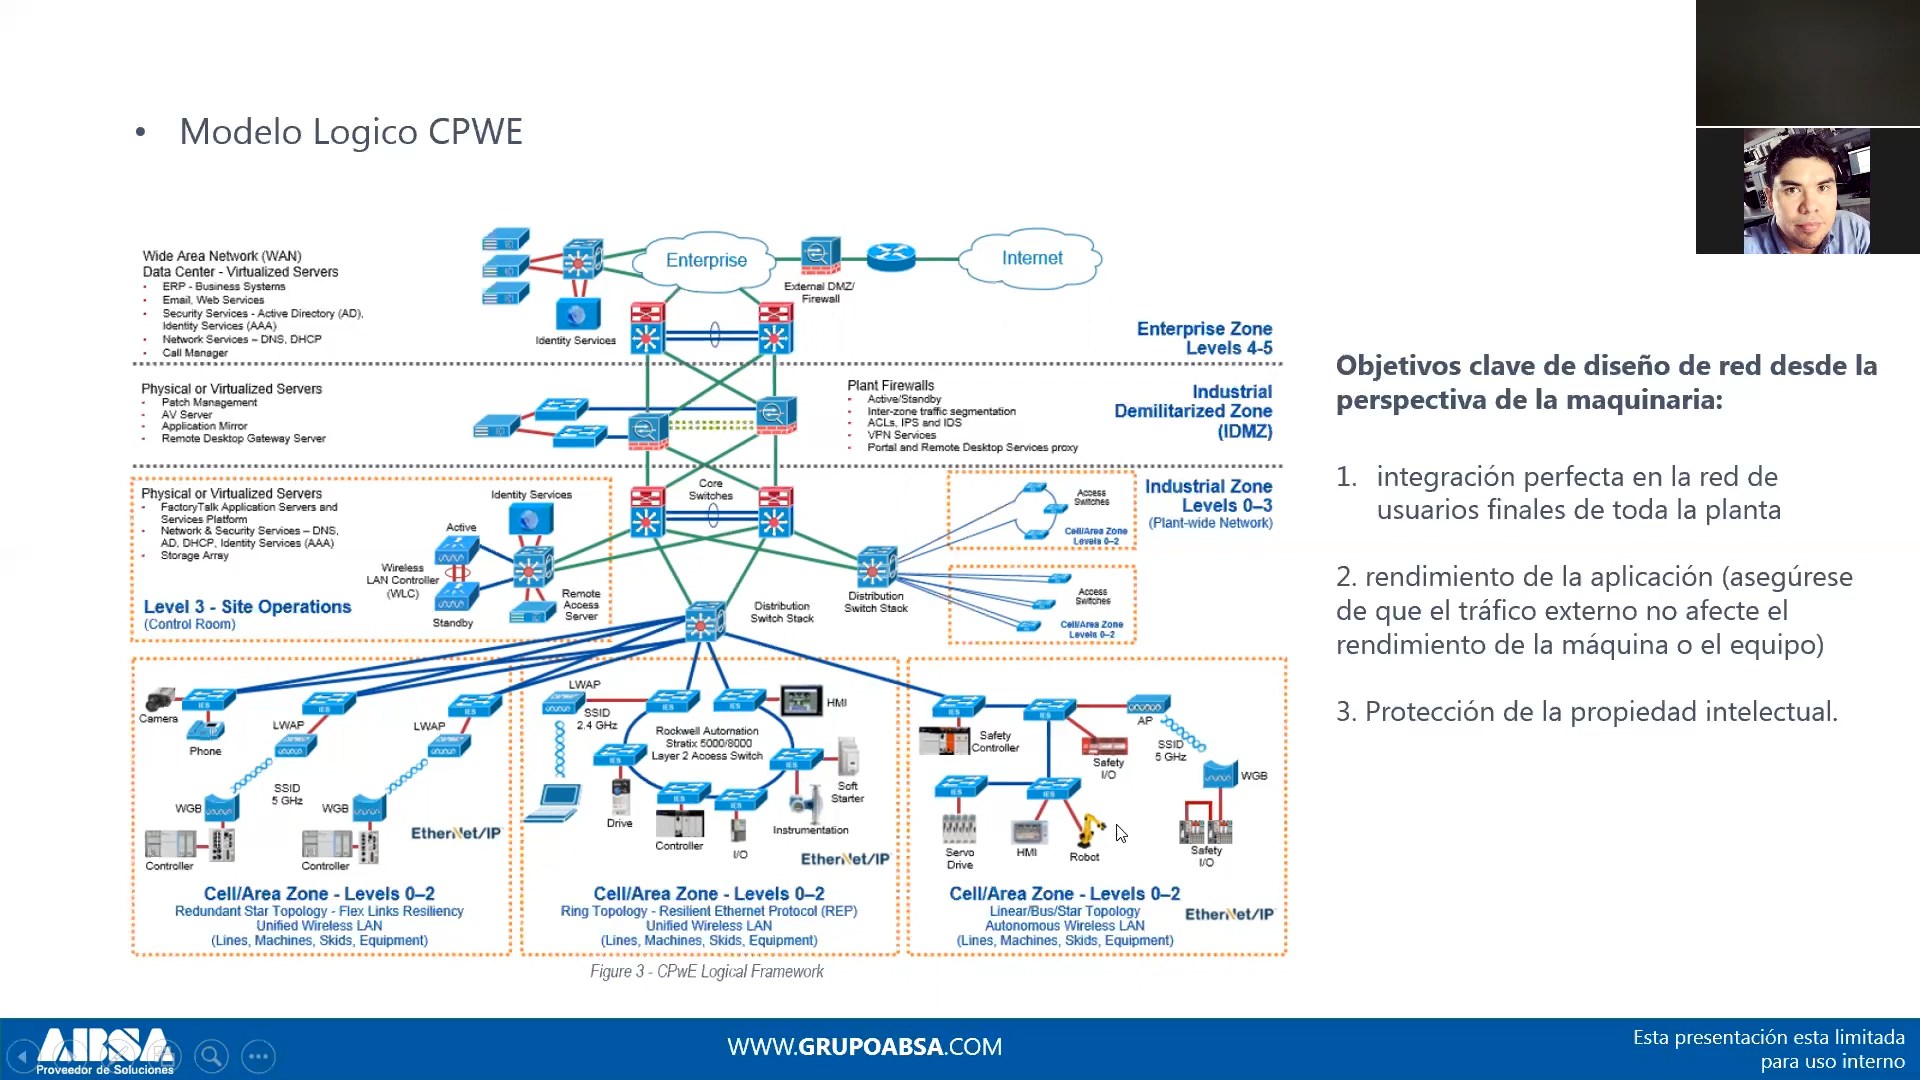 • Modelo Logico CPWE
Wide Area Network (WAN)
Data Center - Virtualized Servers
• ERP - Business Systems
• Email, Web Services
• Security Services - Active Directory (AD),
Identity Services (AAA)
• Network Services – DNS, DHCP
• Call Manager
Identity Services
Enterprise
External DMZ/
Firewall
Internet
Enterprise Zone
Levels 4-5
Physical or Virtualized Servers
• Patch Management
• AV Server
• Application Mirror
• Remote Desktop Gateway Server
Plant Firewalls
• Active/Standby
• Inter-zone traffic segmentation
• ACLs, IPS and IDS
• VPN Services
• Portal and Remote Desktop Services proxy
Industrial
Demilitarized Zone
(IDMZ)
Physical or Virtualized Servers
• FactoryTalk Application Servers and
Services Platform
• Network & Security Services – DNS,
AD, DHCP, Identity Services (AAA)
• Storage Array
Identity Services
Active
Wireless
LAN Controller
(WLC)
Standby
Remote
Access
Server
Level 3 - Site Operations
(Control Room)
Core
Switches
Distribution
Switch Stack
Distribution
Switch Stack
Access
Switches
Cell/Area Zone
Levels 0–2
Access
Switches
Cell/Area Zone
Levels 0–2
Industrial Zone
Levels 0–3
(Plant-wide Network)
Camera
IES
Phone
IES
LWAP
IES
LWAP
SSID
5 GHz
WGB
WGB
Controller
Controller
EtherNet/IP
Cell/Area Zone - Levels 0–2
Redundant Star Topology - Flex Links Resiliency
Unified Wireless LAN
(Lines, Machines, Skids, Equipment)
LWAP
SSID
2.4 GHz
IES
IES
HMI
Rockwell Automation
Stratix 5000/8000
Layer 2 Access Switch
IES
IES
Soft
Starter
Drive
IES
IES
Controller
I/O
Instrumentation
EtherNet/IP
Cell/Area Zone - Levels 0–2
Ring Topology - Resilient Ethernet Protocol (REP)
Unified Wireless LAN
(Lines, Machines, Skids, Equipment)
IES
IES
AP
Safety
Controller
Safety
I/O
SSID
5 GHz
WGB
IES
IES
Servo
Drive
HMI
Robot
Safety
I/O
Cell/Area Zone - Levels 0–2
Linear/Bus/Star Topology
Autonomous Wireless LAN
(Lines, Machines, Skids, Equipment)
EtherNet/IP
Figure 3 - CPwE Logical Framework
Objetivos clave de diseño de red desde la
perspectiva de la maquinaria:
1. integración perfecta en la red de
usuarios finales de toda la planta
2. rendimiento de la aplicación (asegúrese
de que el tráfico externo no afecte el
rendimiento de la máquina o el equipo)
3. Protección de la propiedad intelectual.
ABSA
Proveedor de Soluciones
WWW.GRUPOABSA.COM
Esta presentación esta limitada
para uso interno